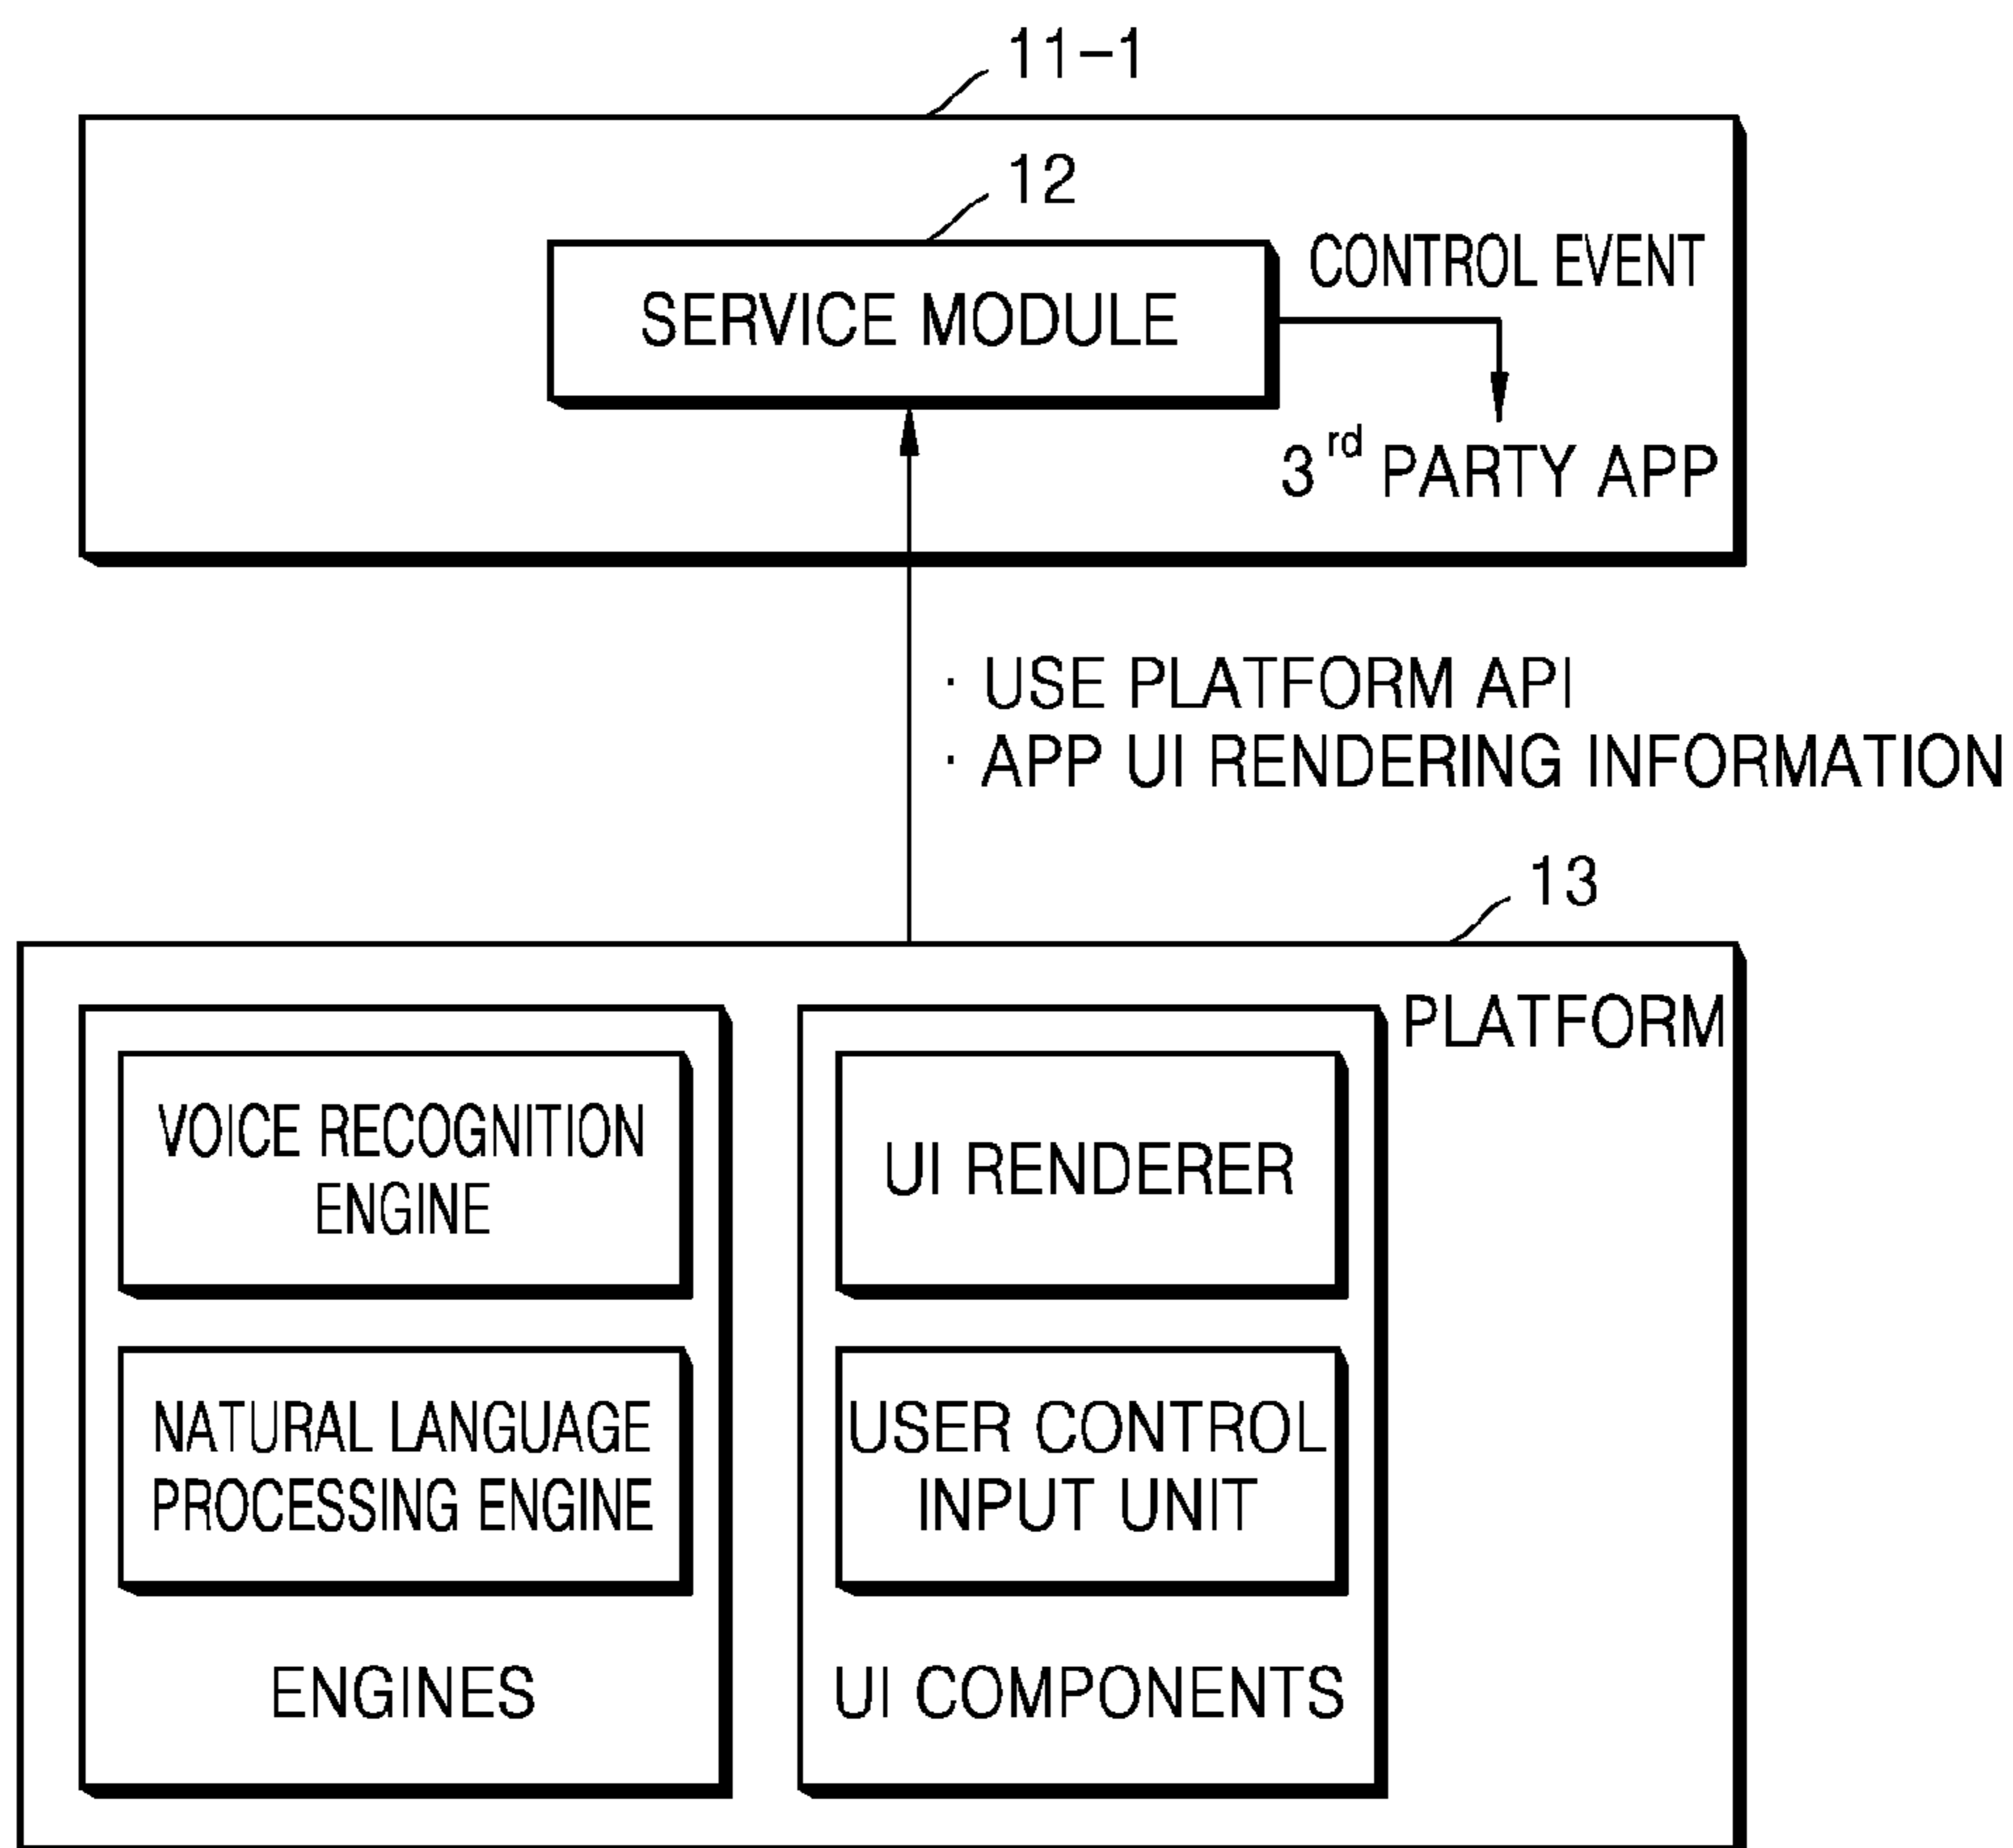 11-1
12
SERVICE MODULE
CONTROL EVENT
3rd PARTY APP
· USE PLATFORM API
· APP UI RENDERING INFORMATION
13
PLATFORM
VOICE RECOGNITION
ENGINE
NATURAL LANGUAGE
PROCESSING ENGINE
ENGINES
UI RENDERER
USER CONTROL
INPUT UNIT
UI COMPONENTS